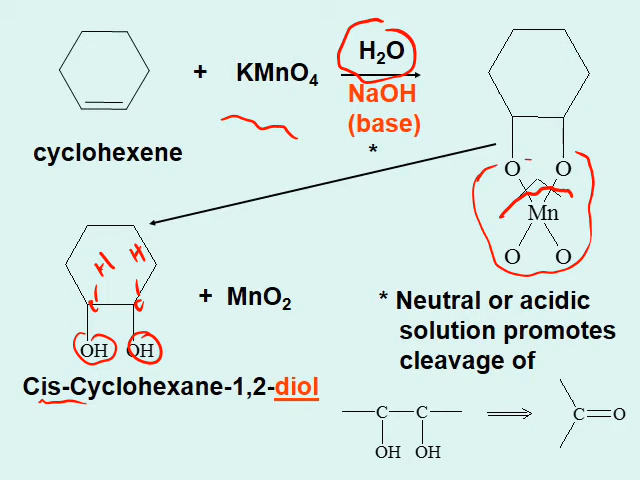 + KMnO₄ H₂O
NaOH
(base)
*
cyclohexene
O⁻ O
Mn
O O
H H
OH OH
+ MnO₂
Cis-Cyclohexane-1,2-diol
* Neutral or acidic
solution promotes
cleavage of
C C C O
OH OH